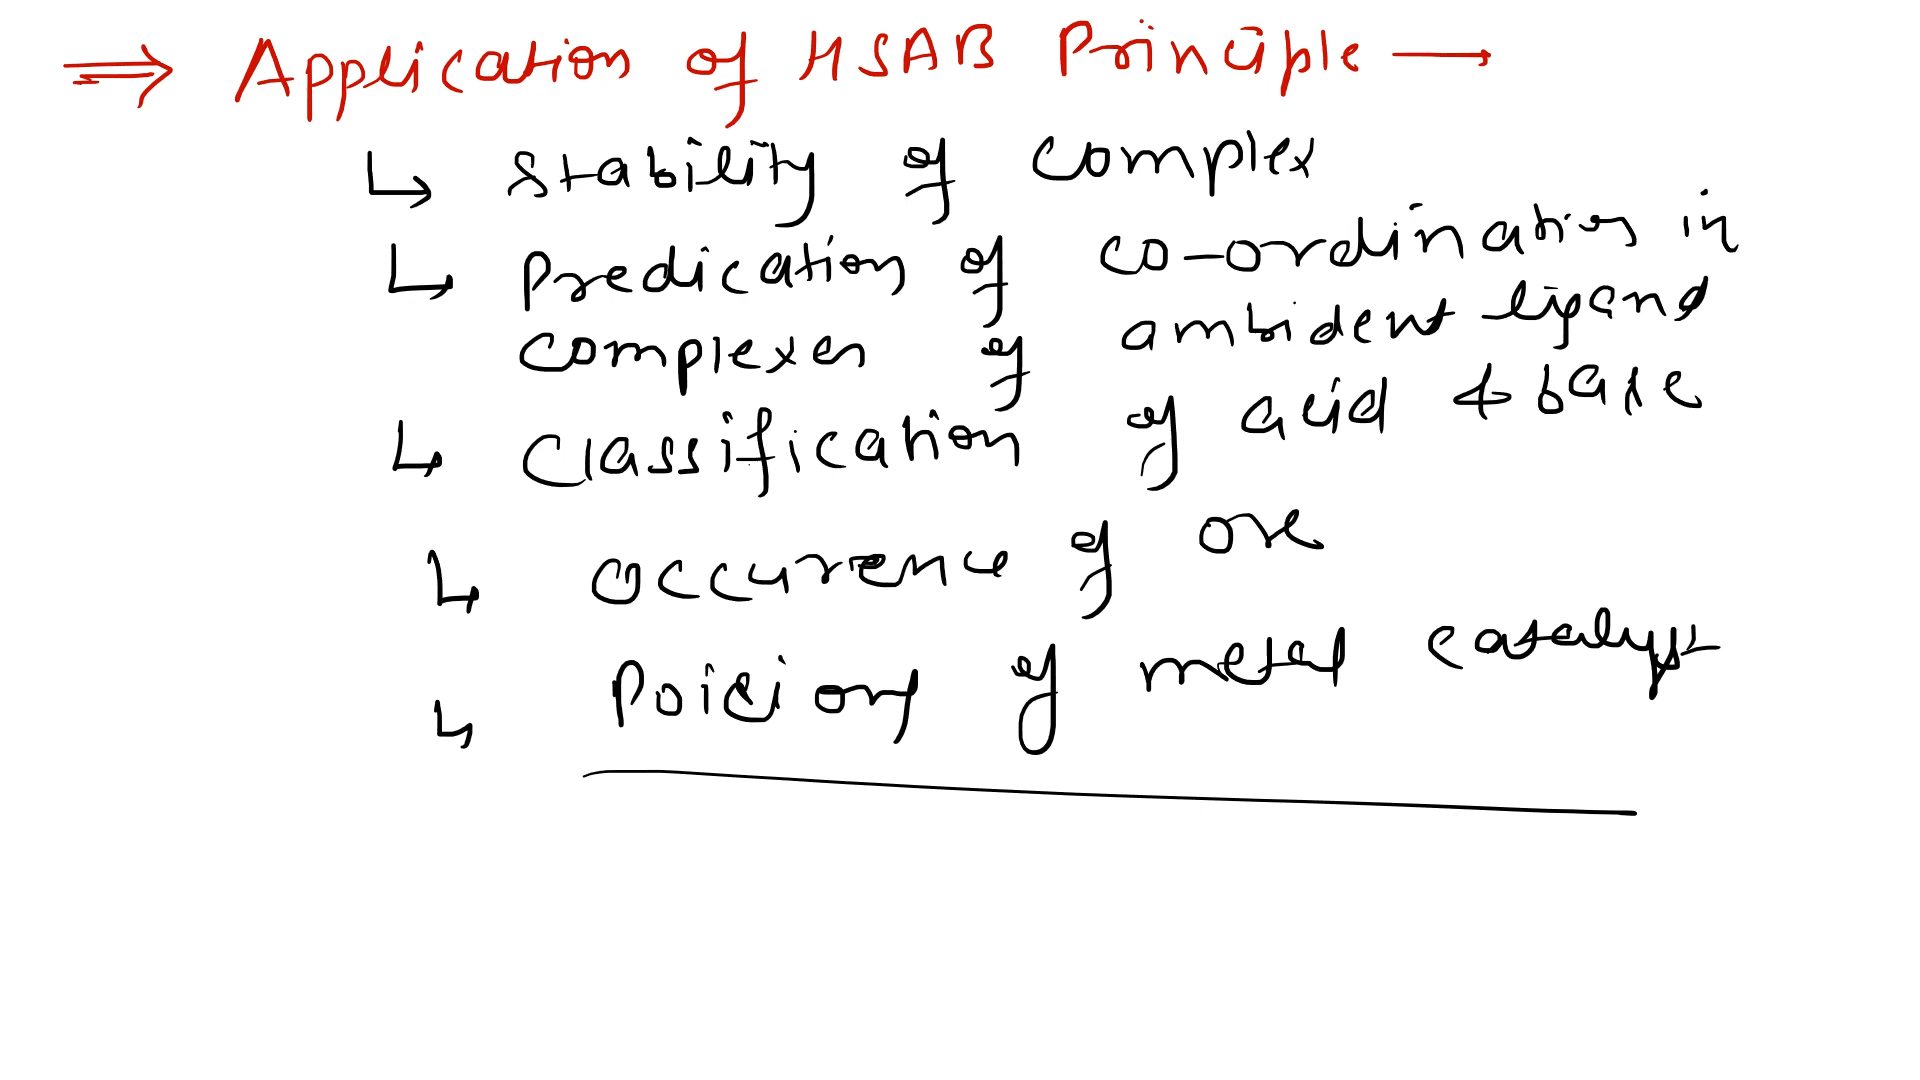 ⇒ Application of HSAB Principle →
↳ Stability of complex
↳ Predication of co-ordination in
complexes of ambident ligand
↳ Classification of acid & base
↳ Occurence of ore
↳ of metal catalyst